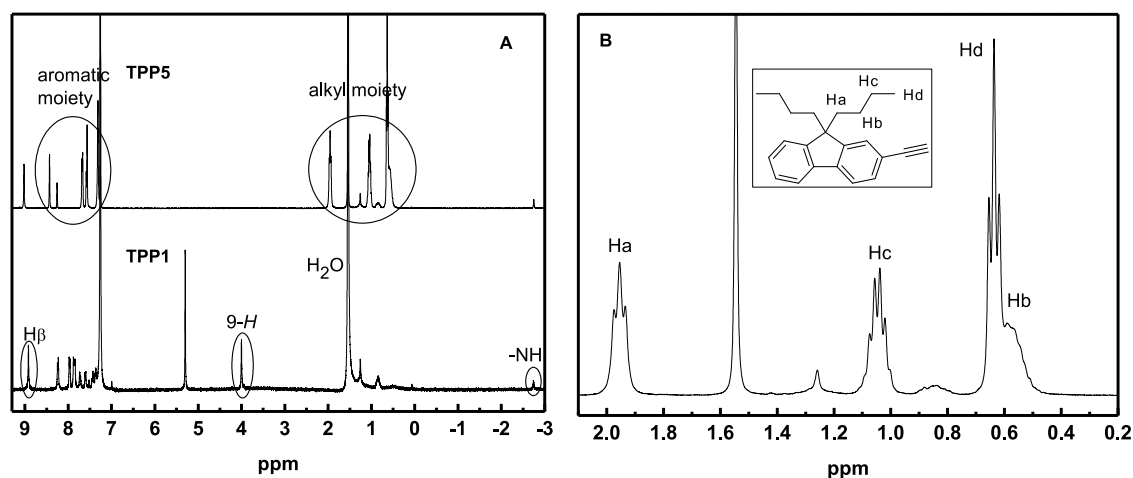 A
aromatic
moiety
TPP5
alkyl moiety
TPP1
H₂O
Hβ
9-H
-NH
9 8 7 6 5 4 3 2 1 0 -1 -2 -3
ppm
B
Hd
Hc
Ha
Hd
Hb
Ha
Hc
Hb
2.0 1.8 1.6 1.4 1.2 1.0 0.8 0.6 0.4 0.2
ppm